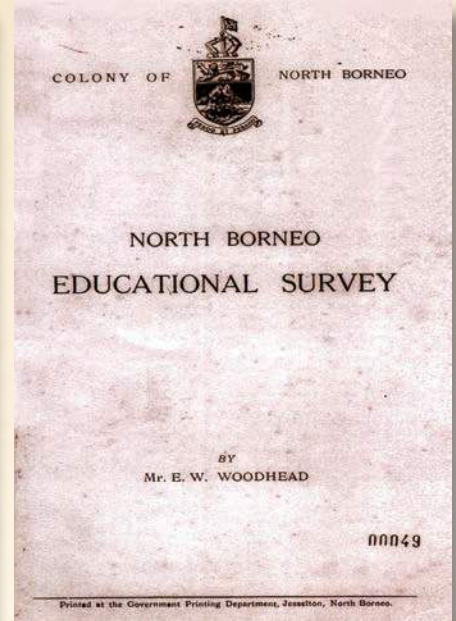 COLONY OF NORTH BORNEO
NORTH BORNEO
EDUCATIONAL SURVEY
BY
Mr. E. W. WOODHEAD
00049
Printed at the Government Printing Department, Jesselton, North Borneo.